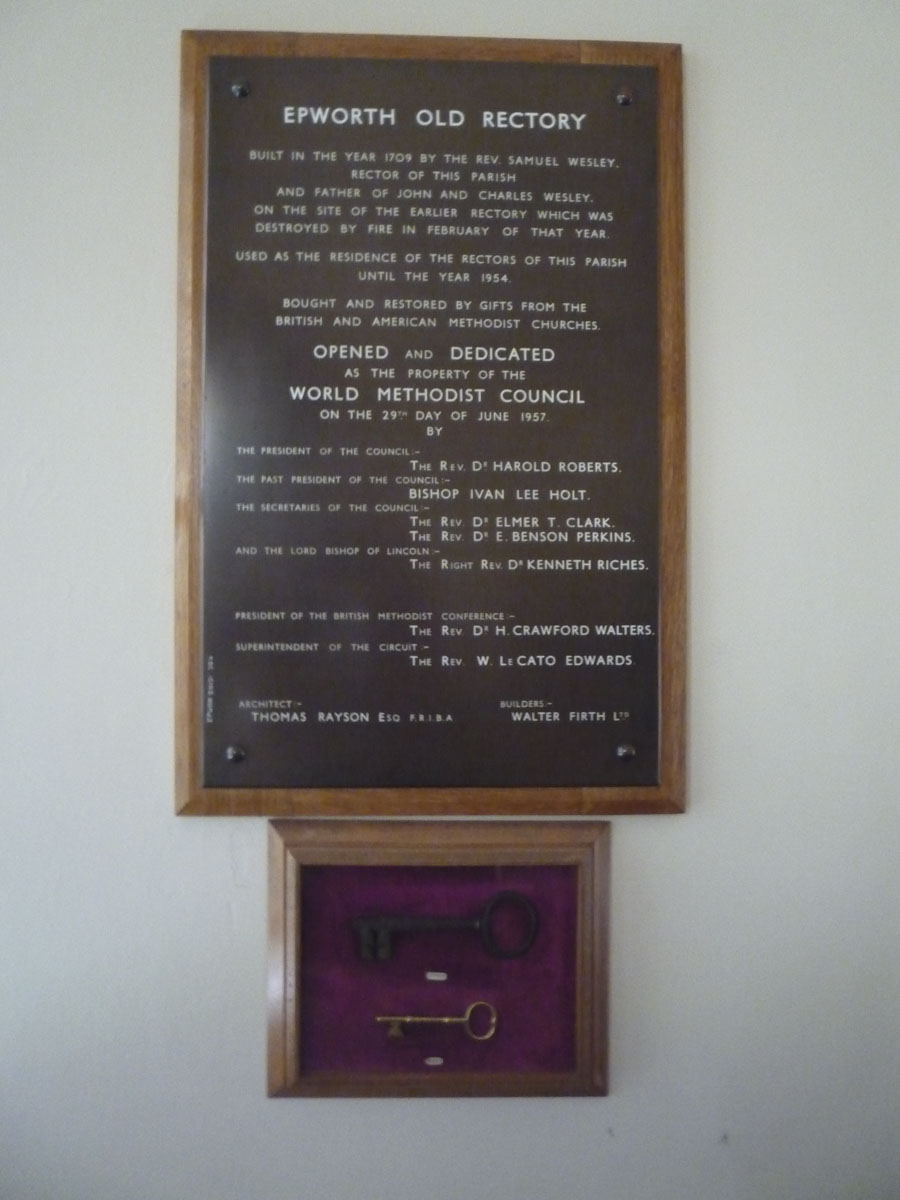 EPWORTH OLD RECTORY
BUILT IN THE YEAR 1709 BY THE REV. SAMUEL WESLEY.
RECTOR OF THIS PARISH
AND FATHER OF JOHN AND CHARLES WESLEY.
ON THE SITE OF THE EARLIER RECTORY WHICH WAS
DESTROYED BY FIRE IN FEBRUARY OF THAT YEAR.
USED AS THE RESIDENCE OF THE RECTORS OF THIS PARISH
UNTIL THE YEAR 1954.
BOUGHT AND RESTORED BY GIFTS FROM THE
BRITISH AND AMERICAN METHODIST CHURCHES.
OPENED AND DEDICATED
AS THE PROPERTY OF THE
WORLD METHODIST COUNCIL
ON THE 29TH DAY OF JUNE 1957.
BY
THE PRESIDENT OF THE COUNCIL:-
THE REV. DR HAROLD ROBERTS.
THE PAST PRESIDENT OF THE COUNCIL:-
BISHOP IVAN LEE HOLT.
THE SECRETARIES OF THE COUNCIL:-
THE REV. DR ELMER T. CLARK.
THE REV. DR E. BENSON PERKINS.
AND THE LORD BISHOP OF LINCOLN:-
THE RIGHT REV. DR KENNETH RICHES.
PRESIDENT OF THE BRITISH METHODIST CONFERENCE:-
THE REV. DR H. CRAWFORD WALTERS.
SUPERINTENDENT OF THE CIRCUIT:-
THE REV. W. LE CATO EDWARDS.
ARCHITECT:- BUILDERS:-
THOMAS RAYSON ESQ. F.R.I.B.A WALTER FIRTH LTD